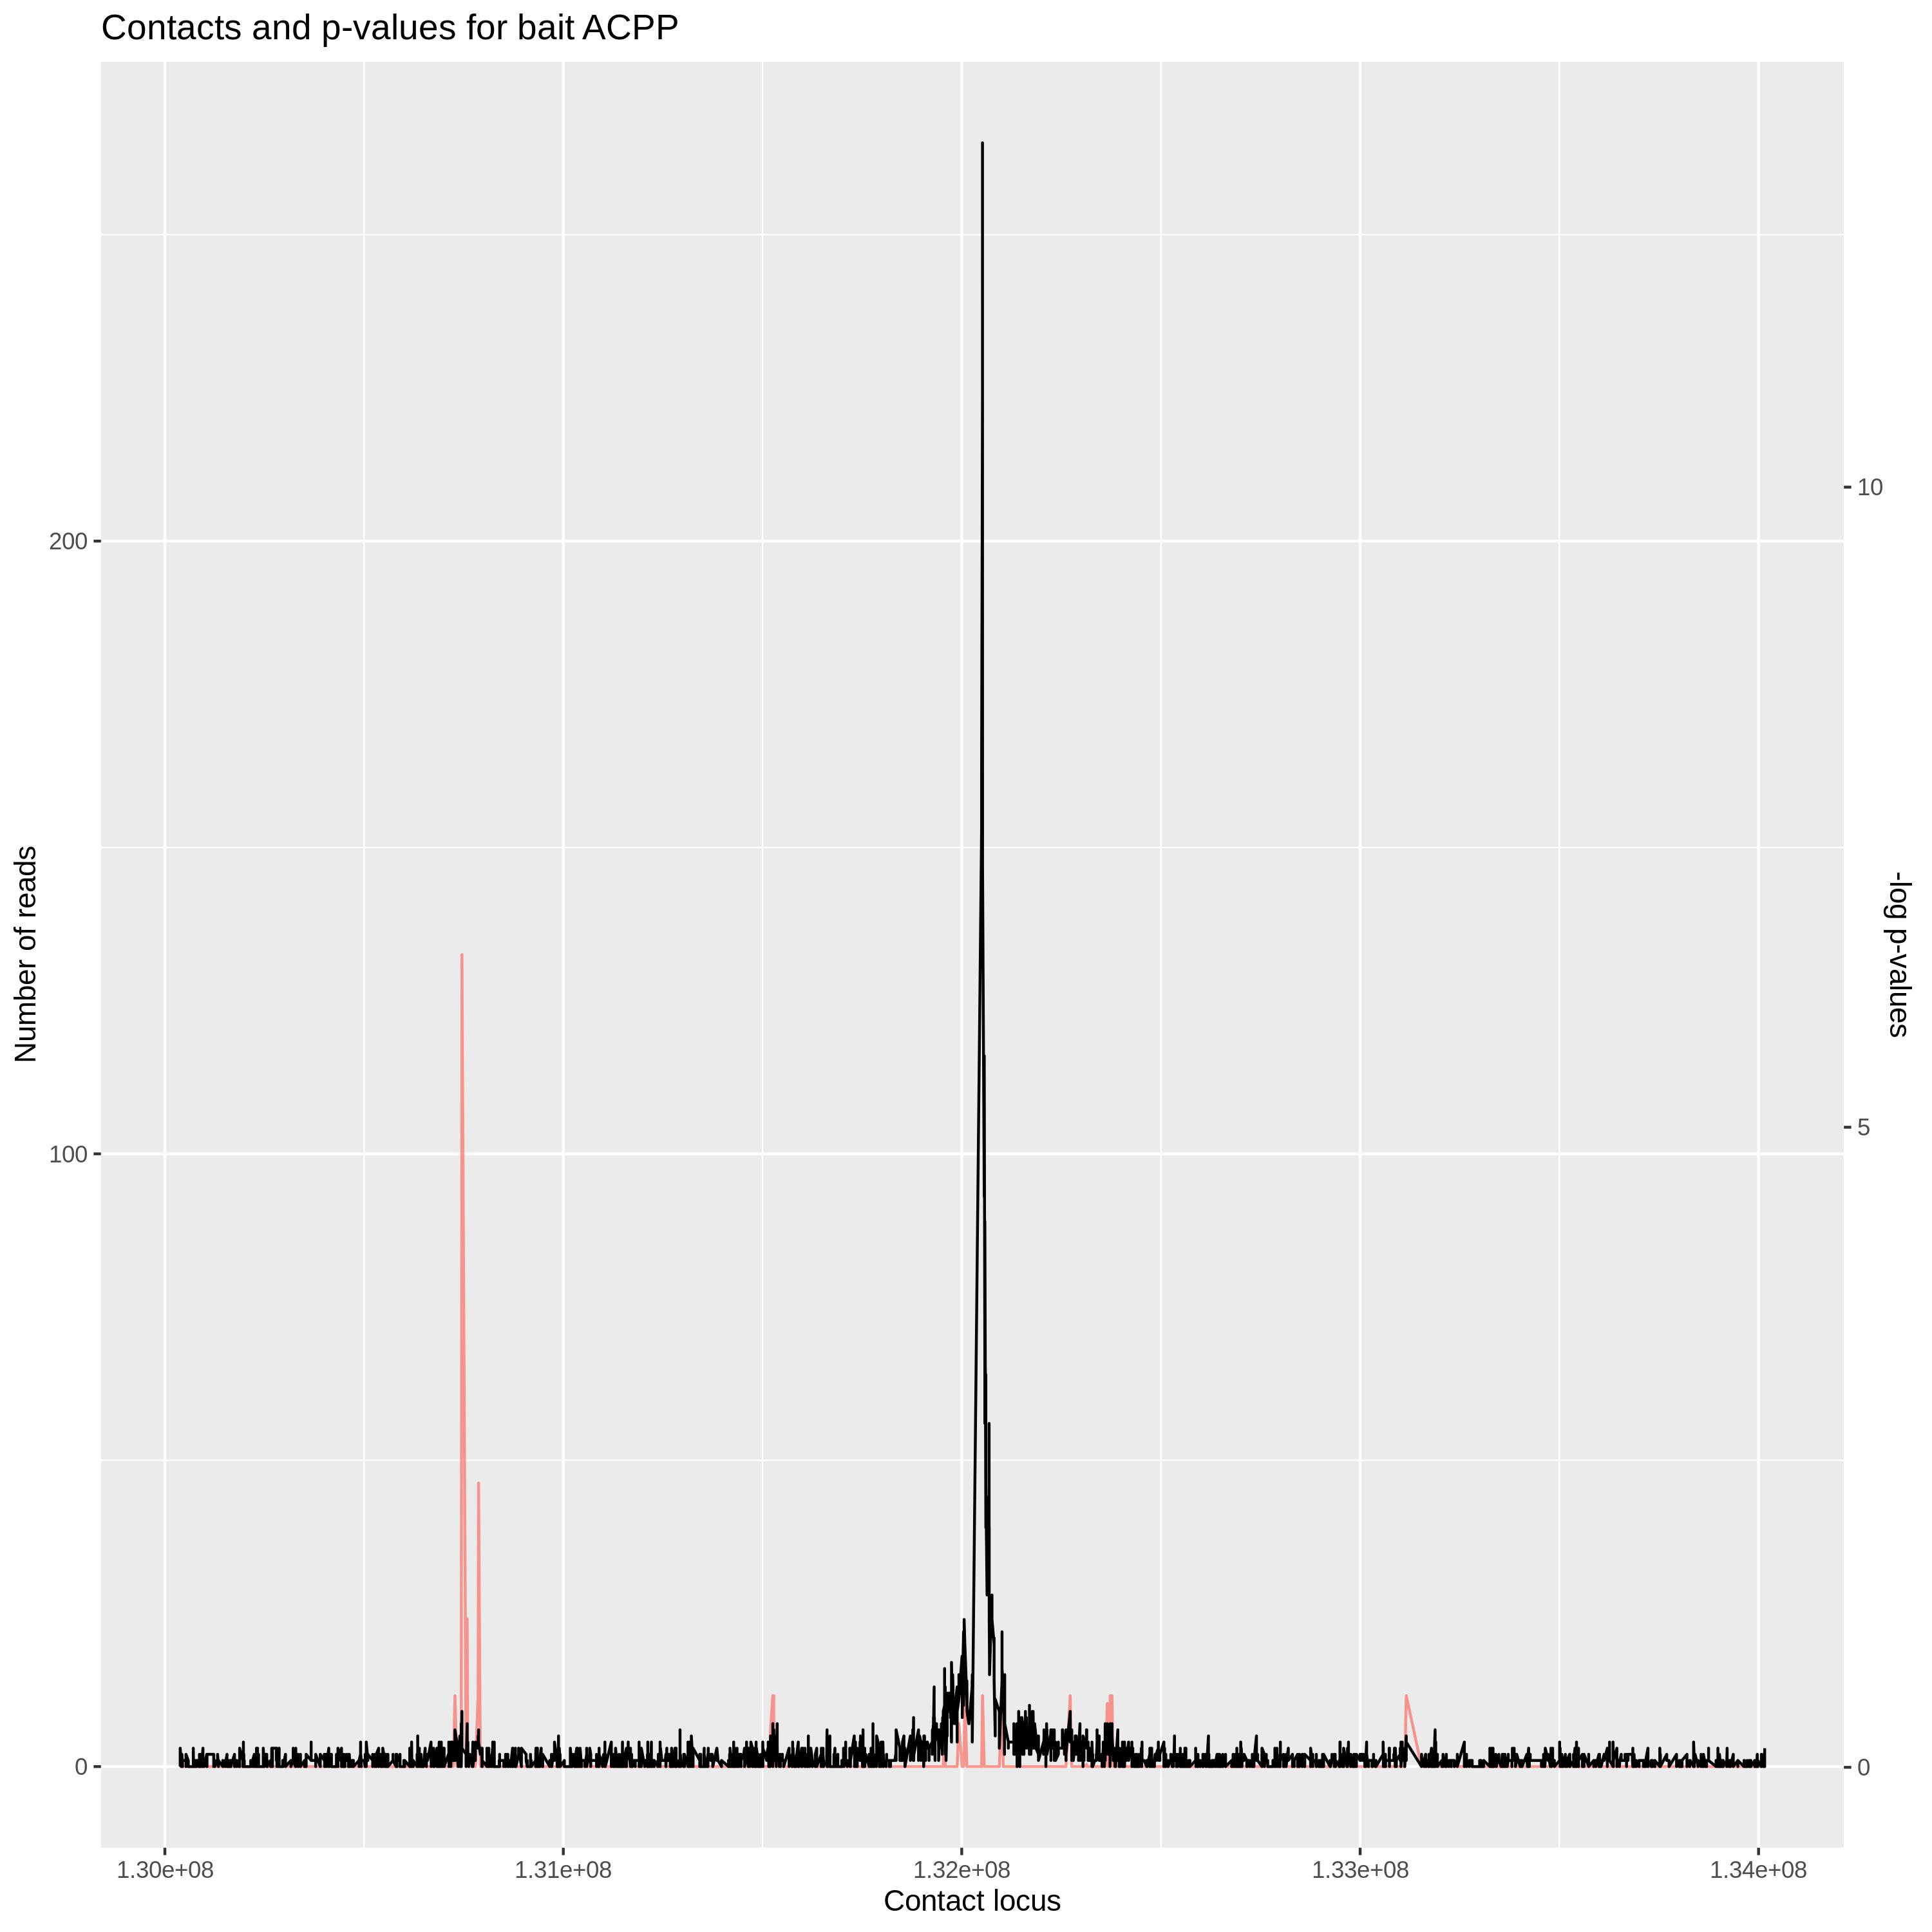 Contacts and p-values for bait ACPP
Number of reads
200
100
0
10
5
0
-log p-values
1.30e+08
1.31e+08
1.32e+08
1.33e+08
1.34e+08
Contact locus